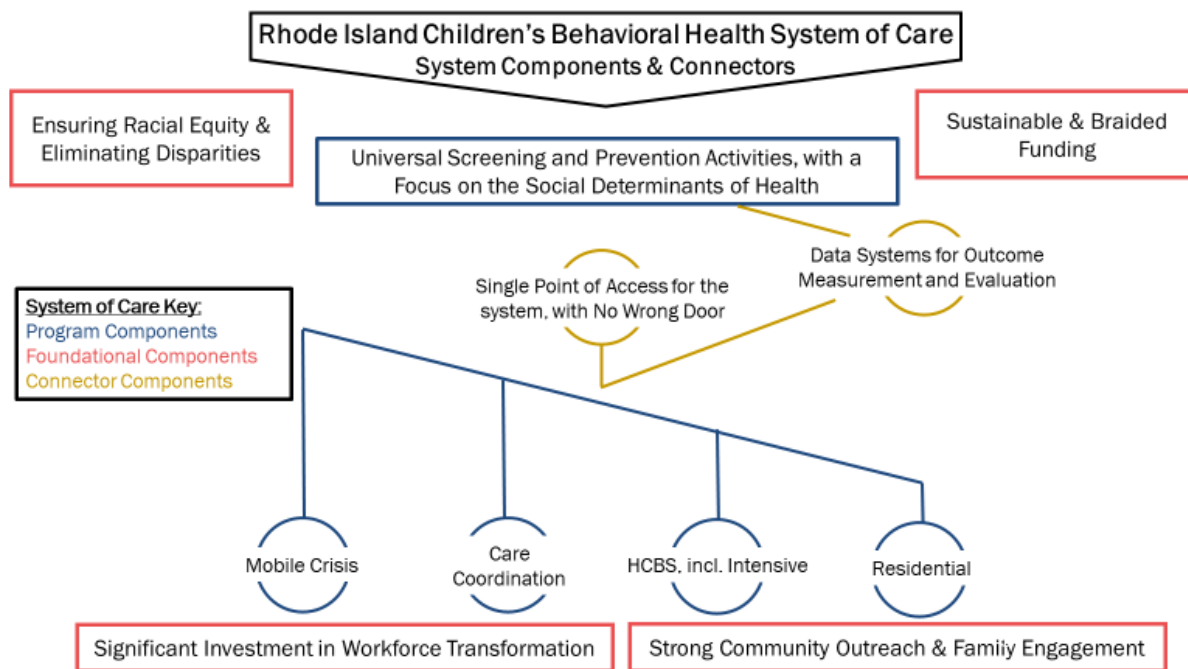 Rhode Island Children's Behavioral Health System of Care
System Components & Connectors
Ensuring Racial Equity &
Eliminating Disparities
Sustainable & Braided
Funding
Universal Screening and Prevention Activities, with a
Focus on the Social Determinants of Health
Data Systems for Outcome
Measurement and Evaluation
Single Point of Access for the
system, with No Wrong Door
System of Care Key:
Program Components
Foundational Components
Connector Components
Mobile Crisis
Care
Coordination
HCBS, incl. Intensive
Residential
Significant Investment in Workforce Transformation
Strong Community Outreach & Family Engagement